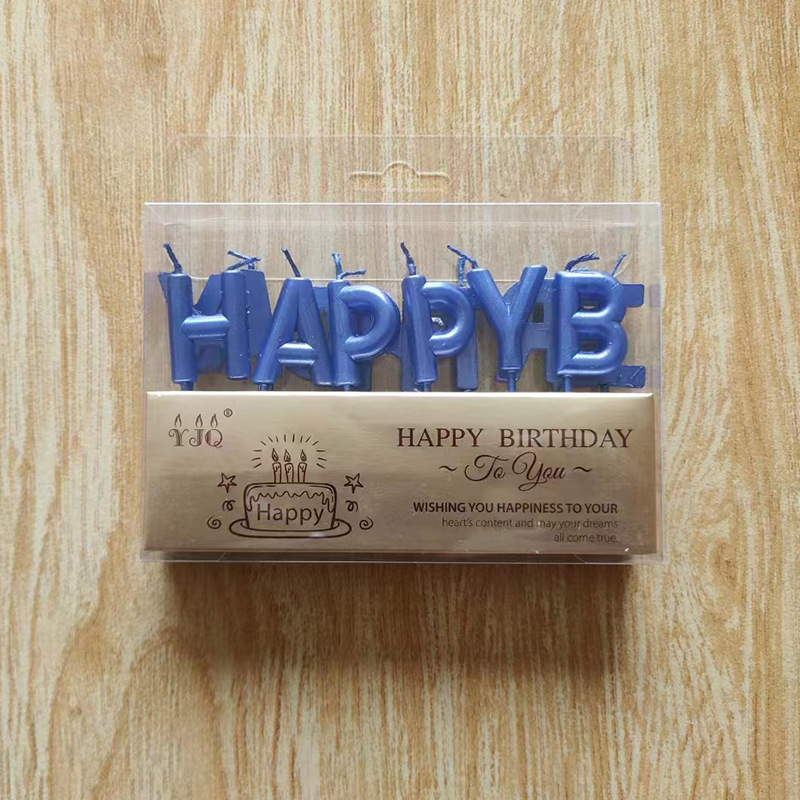 HAPPYB
YJQ®
Happy
HAPPY BIRTHDAY
~ To You ~
WISHING YOU HAPPINESS TO YOUR
heart's content and may your dreams
all come true.